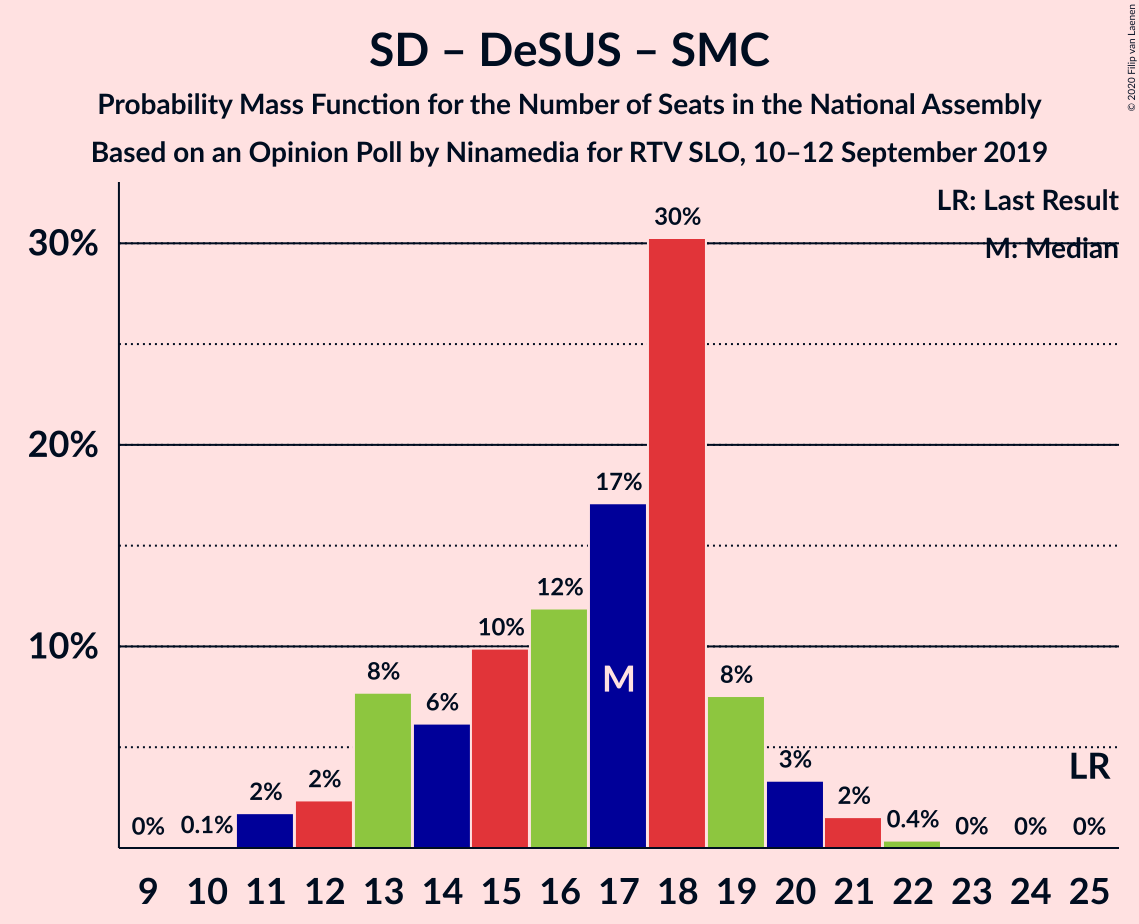 SD – DeSUS – SMC
Probability Mass Function for the Number of Seats in the National Assembly
Based on an Opinion Poll by Ninamedia for RTV SLO, 10–12 September 2019
© 2020 Filip van Laenen
LR: Last Result
M: Median
30%
20%
10%
0%
0.1%
2%
2%
8%
6%
10%
12%
17%
30%
8%
3%
2%
0.4%
0%
0%
0%
M
LR
9 10 11 12 13 14 15 16 17 18 19 20 21 22 23 24 25